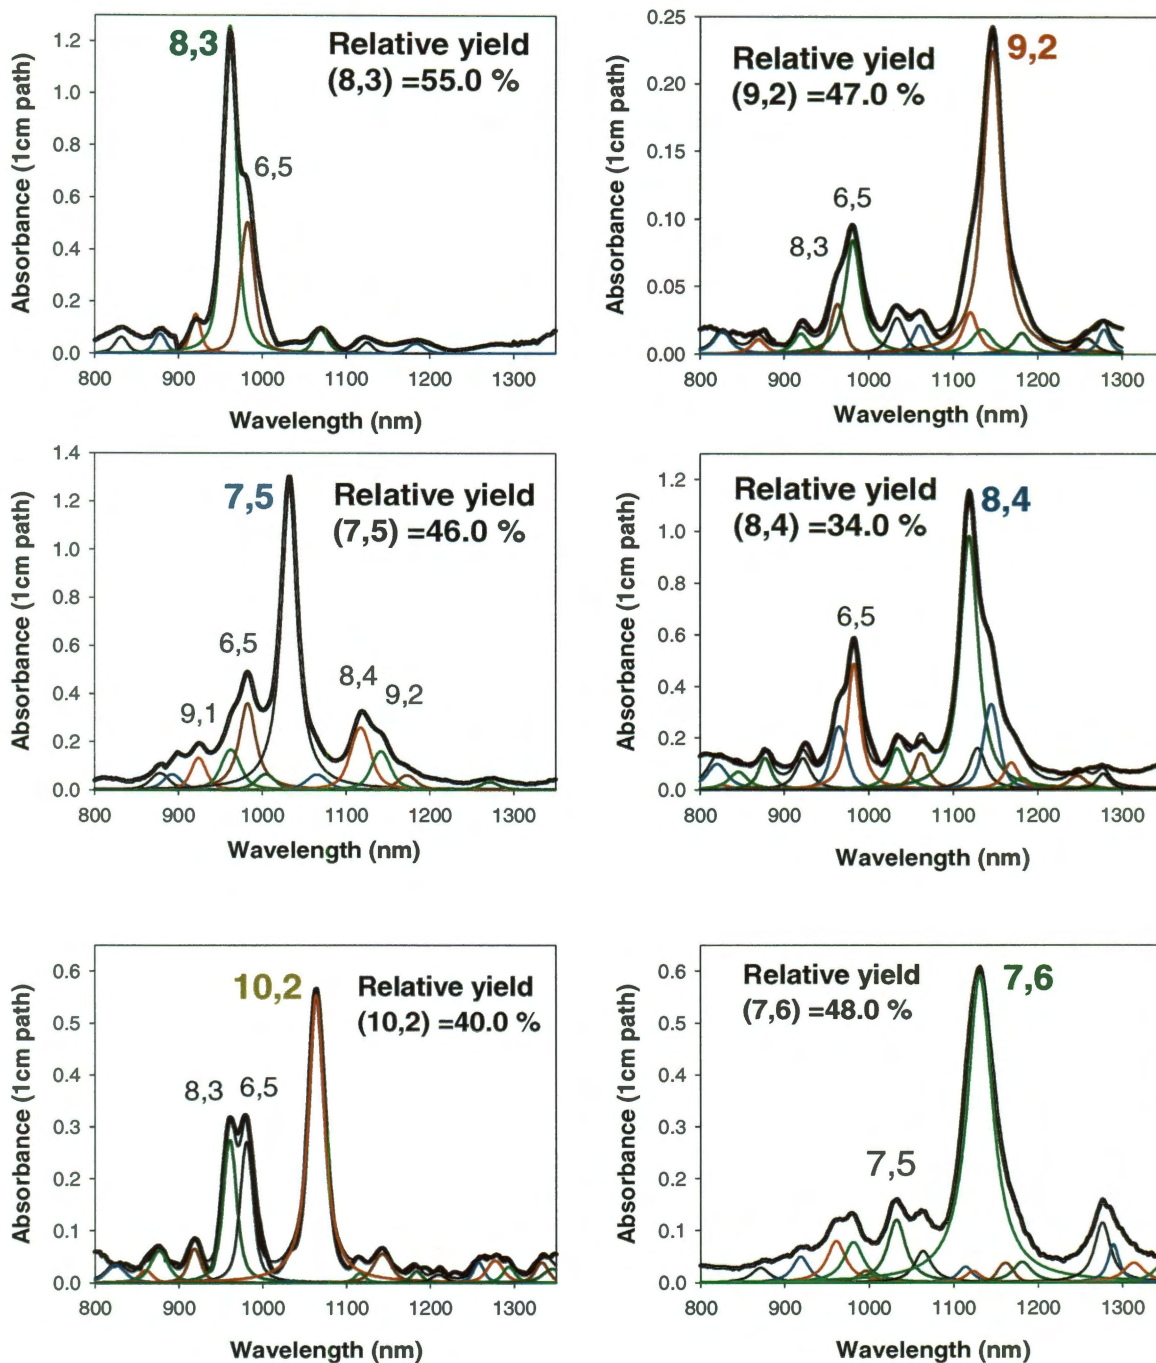 Absorbance (1cm path)
1.2
1.0
0.8
0.6
0.4
0.2
0.0
8,3
Relative yield
(8,3) =55.0 %
6,5
800 900 1000 1100 1200 1300
Wavelength (nm)
Absorbance (1cm path)
0.25
0.20
0.15
0.10
0.05
0.00
Relative yield
(9,2) =47.0 %
9,2
6,5
8,3
800 900 1000 1100 1200 1300
Wavelength (nm)
Absorbance (1cm path)
1.4
1.2
1.0
0.8
0.6
0.4
0.2
0.0
7,5
Relative yield
(7,5) =46.0 %
6,5
8,4
9,2
9,1
800 900 1000 1100 1200 1300
Wavelength (nm)
Absorbance (1cm path)
1.2
1.0
0.8
0.6
0.4
0.2
0.0
Relative yield
(8,4) =34.0 %
8,4
6,5
800 900 1000 1100 1200 1300
Wavelength (nm)
Absorbance (1cm path)
0.6
0.5
0.4
0.3
0.2
0.1
0.0
10,2
Relative yield
(10,2) =40.0 %
8,3 6,5
800 900 1000 1100 1200 1300
Wavelength (nm)
Absorbance (1cm path)
0.6
0.5
0.4
0.3
0.2
0.1
0.0
Relative yield
(7,6) =48.0 %
7,6
7,5
800 900 1000 1100 1200 1300
Wavelength (nm)